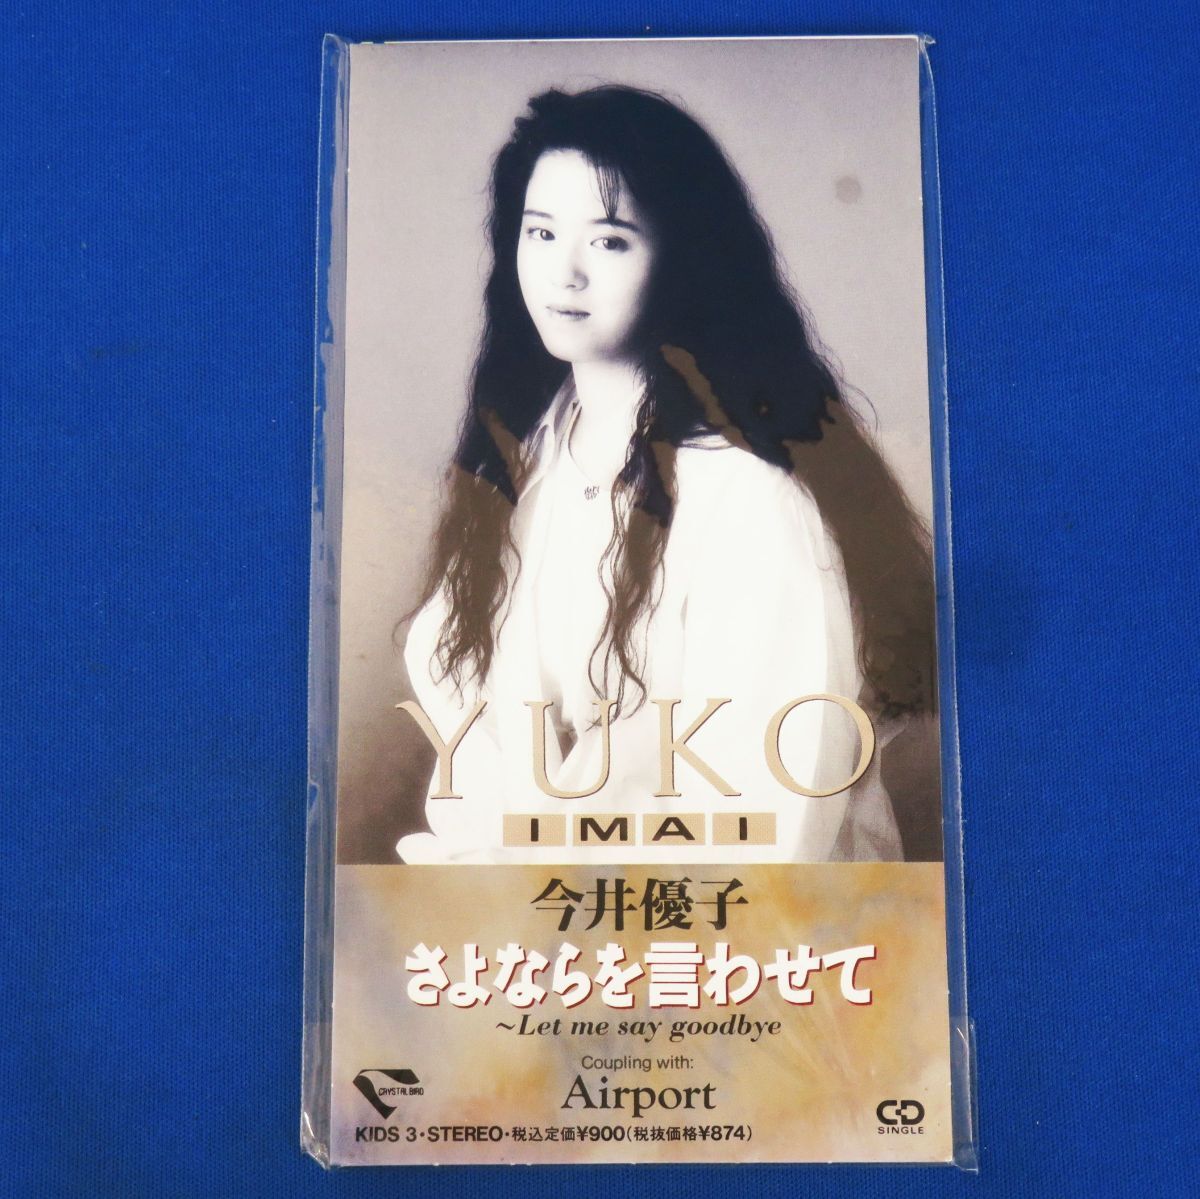 YUKO
IMAI
今井優子
さよならを言わせて
~Let me say goodbye
Coupling with:
Airport
CRYSTAL BIRD
KIDS 3・STEREO・税込定価¥900(税抜価格¥874)
CD
SINGLE